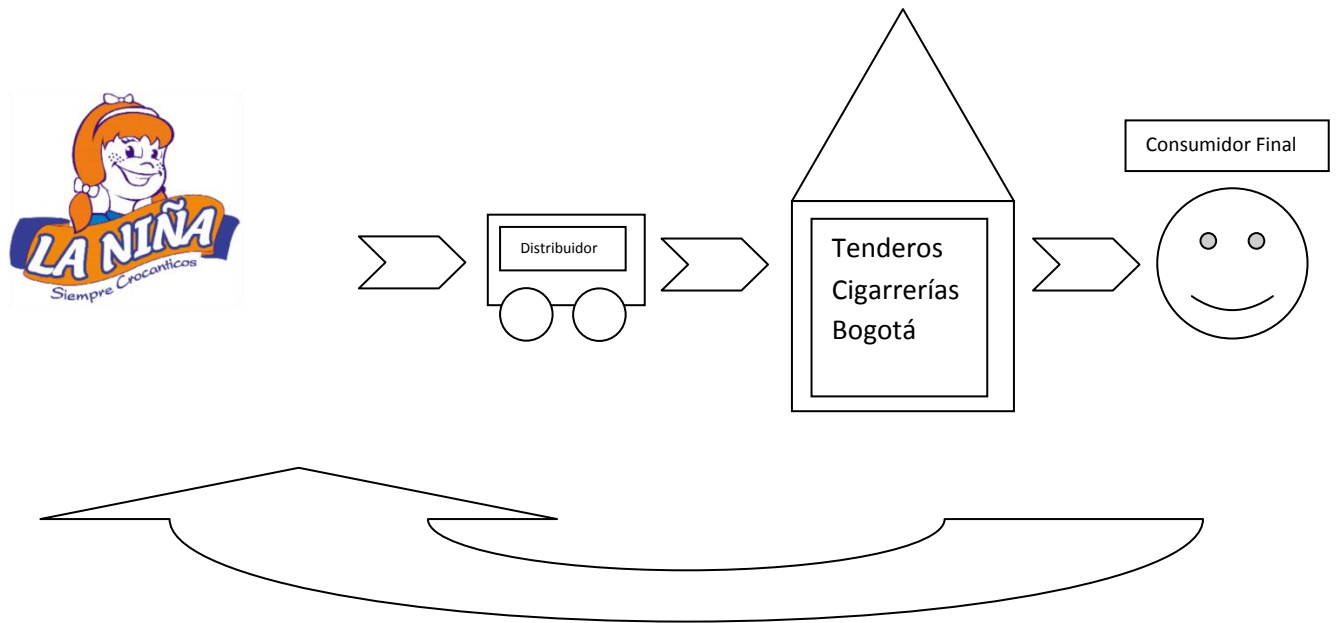 LA NIÑA
Siempre Crocanticos
Distribuidor
Tenderos
Cigarrerías
Bogotá
Consumidor Final